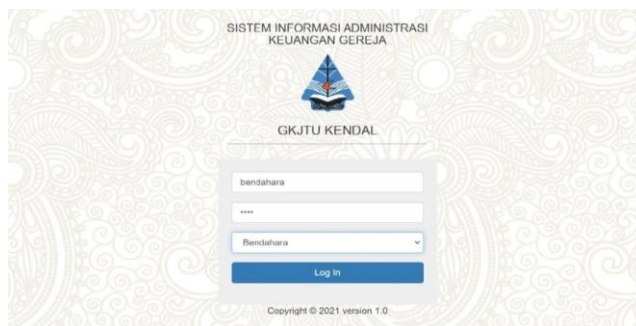 SISTEM INFORMASI ADMINISTRASI
KEUANGAN GEREJA
GKJTU KENDAL
bendahara
····
Bendahara
Log In
Copyright © 2021 version 1.0